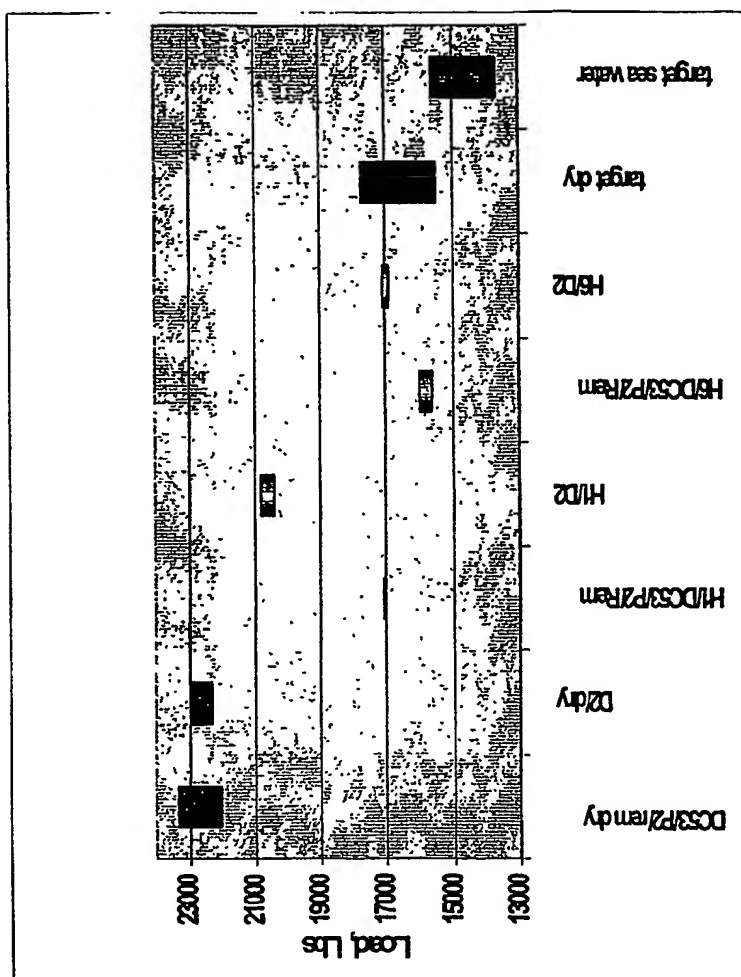 target sea water
target dry
H6/D2
H6/DC53/P2/Rem
H1/D2
H1/DC53/P2/Rem
D2/dry
DC53/P2/rem dry
23000
21000
19000
17000
15000
13000
Load, Lbs